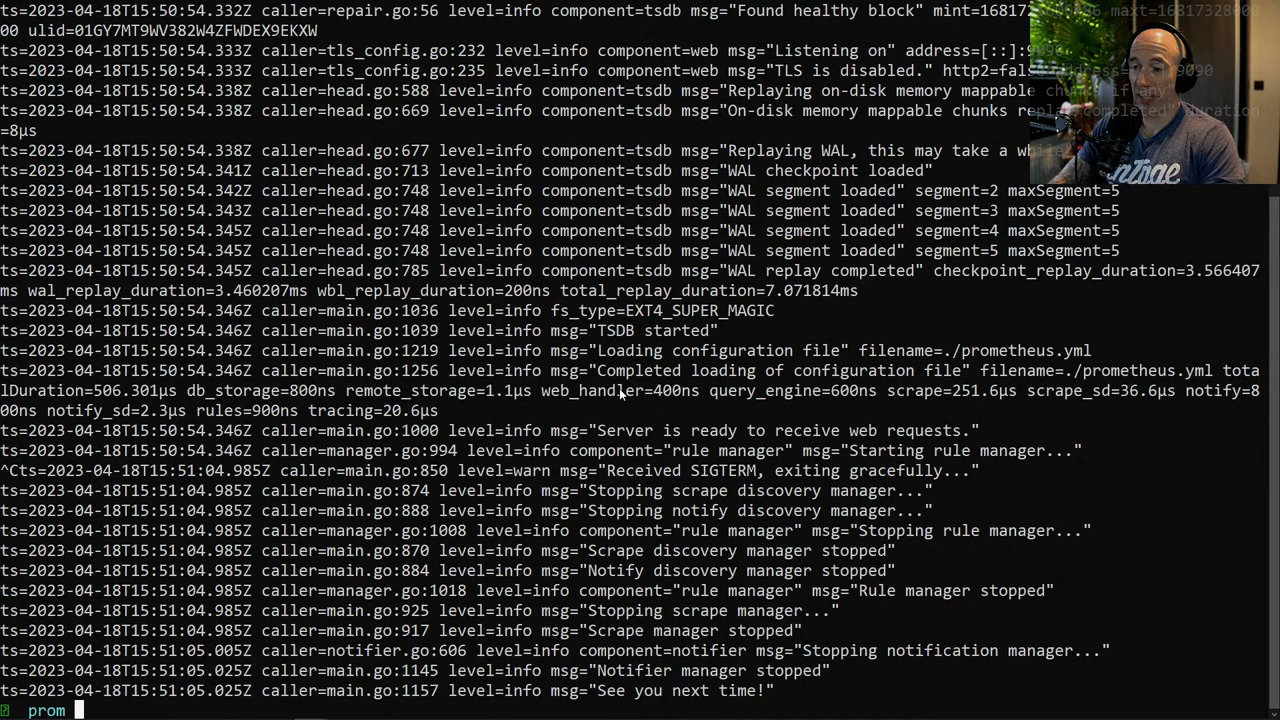 ts=2023-04-18T15:50:54.332Z caller=repair.go:56 level=info component=tsdb msg="Found healthy block" maxt=16817328000
00 ulid=01GY7MT9WV382W4ZFWDEX9EKXW
ts=2023-04-18T15:50:54.333Z caller=tls_config.go:232 level=info component=web msg="Listening on" address=[::]:9090
ts=2023-04-18T15:50:54.333Z caller=tls_config.go:235 level=info component=web msg="TLS is disabled."
ts=2023-04-18T15:50:54.338Z caller=head.go:588 level=info component=tsdb msg="Replaying on-disk memory mappable chunks if any"
ts=2023-04-18T15:50:54.338Z caller=head.go:669 level=info component=tsdb msg="On-disk memory mappable chunks replay completed" duration
=8µs
ts=2023-04-18T15:50:54.338Z caller=head.go:677 level=info component=tsdb msg="Replaying WAL, this may take a while"
ts=2023-04-18T15:50:54.341Z caller=head.go:713 level=info component=tsdb msg="WAL checkpoint loaded"
ts=2023-04-18T15:50:54.342Z caller=head.go:748 level=info component=tsdb msg="WAL segment loaded" segment=2 maxSegment=5
ts=2023-04-18T15:50:54.343Z caller=head.go:748 level=info component=tsdb msg="WAL segment loaded" segment=3 maxSegment=5
ts=2023-04-18T15:50:54.345Z caller=head.go:748 level=info component=tsdb msg="WAL segment loaded" segment=4 maxSegment=5
ts=2023-04-18T15:50:54.345Z caller=head.go:748 level=info component=tsdb msg="WAL segment loaded" segment=5 maxSegment=5
ts=2023-04-18T15:50:54.345Z caller=head.go:785 level=info component=tsdb msg="WAL replay completed" checkpoint_replay_duration=3.566407
ms wal_replay_duration=3.460207ms wbl_replay_duration=200ns total_replay_duration=7.071814ms
ts=2023-04-18T15:50:54.346Z caller=main.go:1036 level=info fs_type=EXT4_SUPER_MAGIC
ts=2023-04-18T15:50:54.346Z caller=main.go:1039 level=info msg="TSDB started"
ts=2023-04-18T15:50:54.346Z caller=main.go:1219 level=info msg="Loading configuration file" filename=./prometheus.yml
ts=2023-04-18T15:50:54.346Z caller=main.go:1256 level=info msg="Completed loading of configuration file" filename=./prometheus.yml tota
lDuration=506.301µs db_storage=800ns remote_storage=1.1µs web_handler=400ns query_engine=600ns scrape=251.6µs scrape_sd=36.6µs notify=8
00ns notify_sd=2.3µs rules=900ns tracing=20.6µs
ts=2023-04-18T15:50:54.346Z caller=main.go:1000 level=info msg="Server is ready to receive web requests."
ts=2023-04-18T15:50:54.346Z caller=manager.go:994 level=info component="rule manager" msg="Starting rule manager..."
^Cts=2023-04-18T15:51:04.985Z caller=main.go:850 level=warn msg="Received SIGTERM, exiting gracefully..."
ts=2023-04-18T15:51:04.985Z caller=main.go:874 level=info msg="Stopping scrape discovery manager..."
ts=2023-04-18T15:51:04.985Z caller=main.go:888 level=info msg="Stopping notify discovery manager..."
ts=2023-04-18T15:51:04.985Z caller=manager.go:1008 level=info component="rule manager" msg="Stopping rule manager..."
ts=2023-04-18T15:51:04.985Z caller=main.go:870 level=info msg="Scrape discovery manager stopped"
ts=2023-04-18T15:51:04.985Z caller=main.go:884 level=info msg="Notify discovery manager stopped"
ts=2023-04-18T15:51:04.985Z caller=manager.go:1018 level=info component="rule manager" msg="Rule manager stopped"
ts=2023-04-18T15:51:04.985Z caller=main.go:925 level=info msg="Stopping scrape manager..."
ts=2023-04-18T15:51:04.985Z caller=main.go:917 level=info msg="Scrape manager stopped"
ts=2023-04-18T15:51:05.005Z caller=notifier.go:606 level=info component=notifier msg="Stopping notification manager..."
ts=2023-04-18T15:51:05.025Z caller=main.go:1145 level=info msg="Notifier manager stopped"
ts=2023-04-18T15:51:05.025Z caller=main.go:1157 level=info msg="See you next time!"
prom